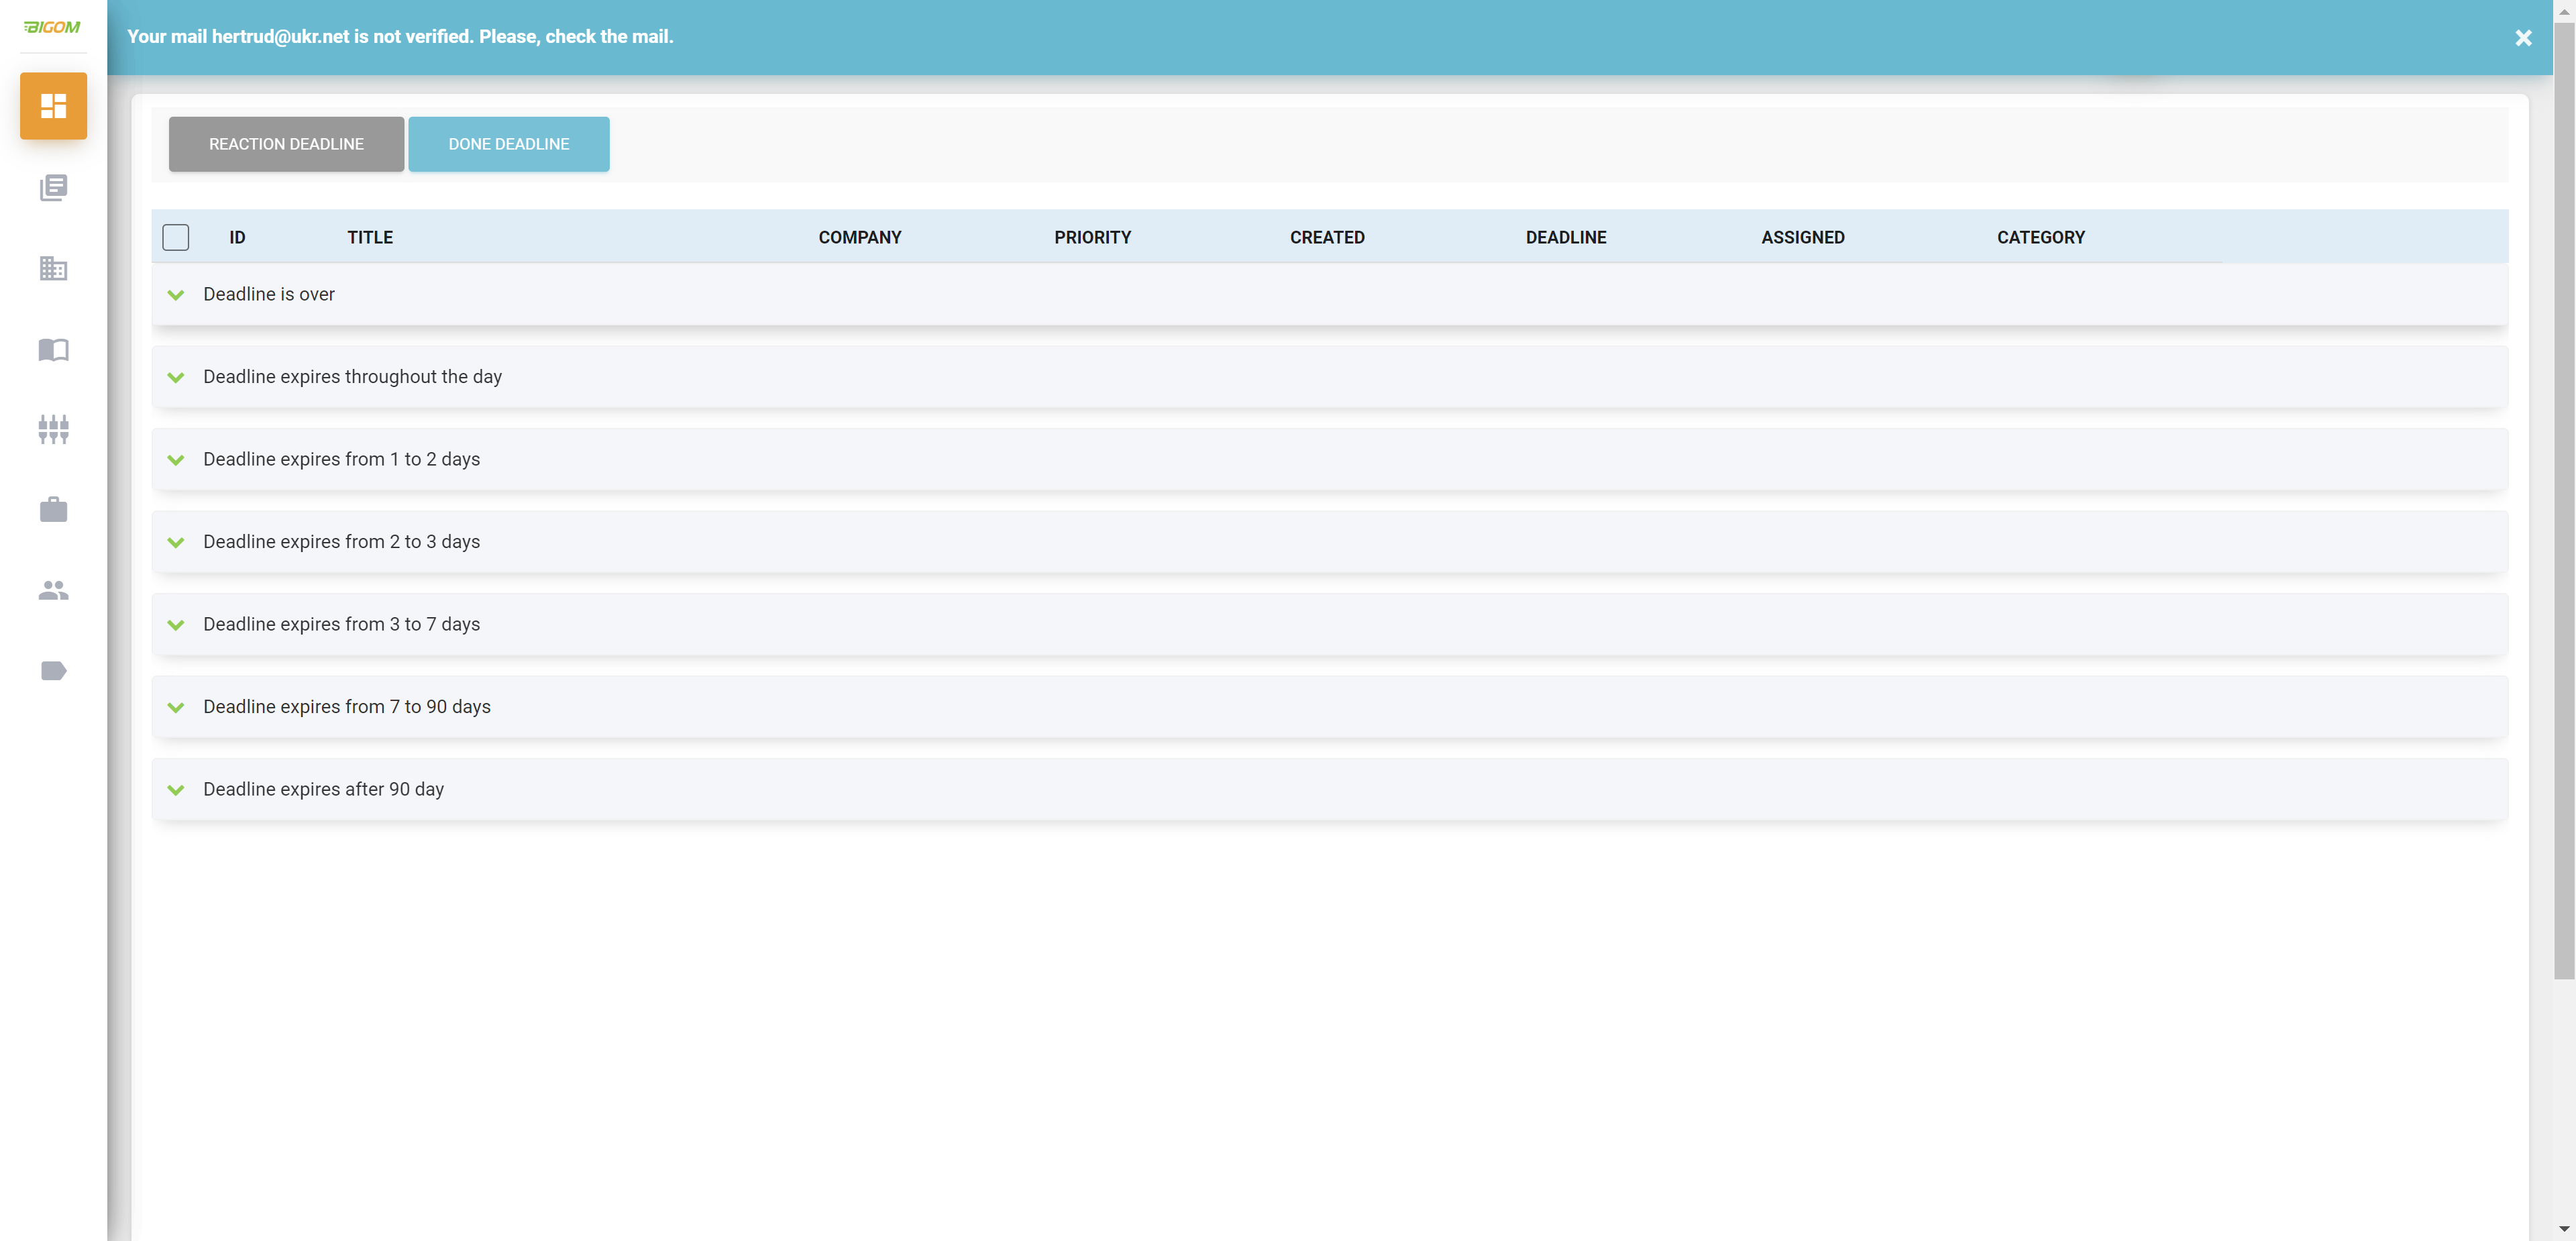 BIGOM
Your mail hertrud@ukr.net is not verified. Please, check the mail.
REACTION DEADLINE DONE DEADLINE
ID TITLE COMPANY PRIORITY CREATED DEADLINE ASSIGNED CATEGORY
Deadline is over
Deadline expires throughout the day
Deadline expires from 1 to 2 days
Deadline expires from 2 to 3 days
Deadline expires from 3 to 7 days
Deadline expires from 7 to 90 days
Deadline expires after 90 day